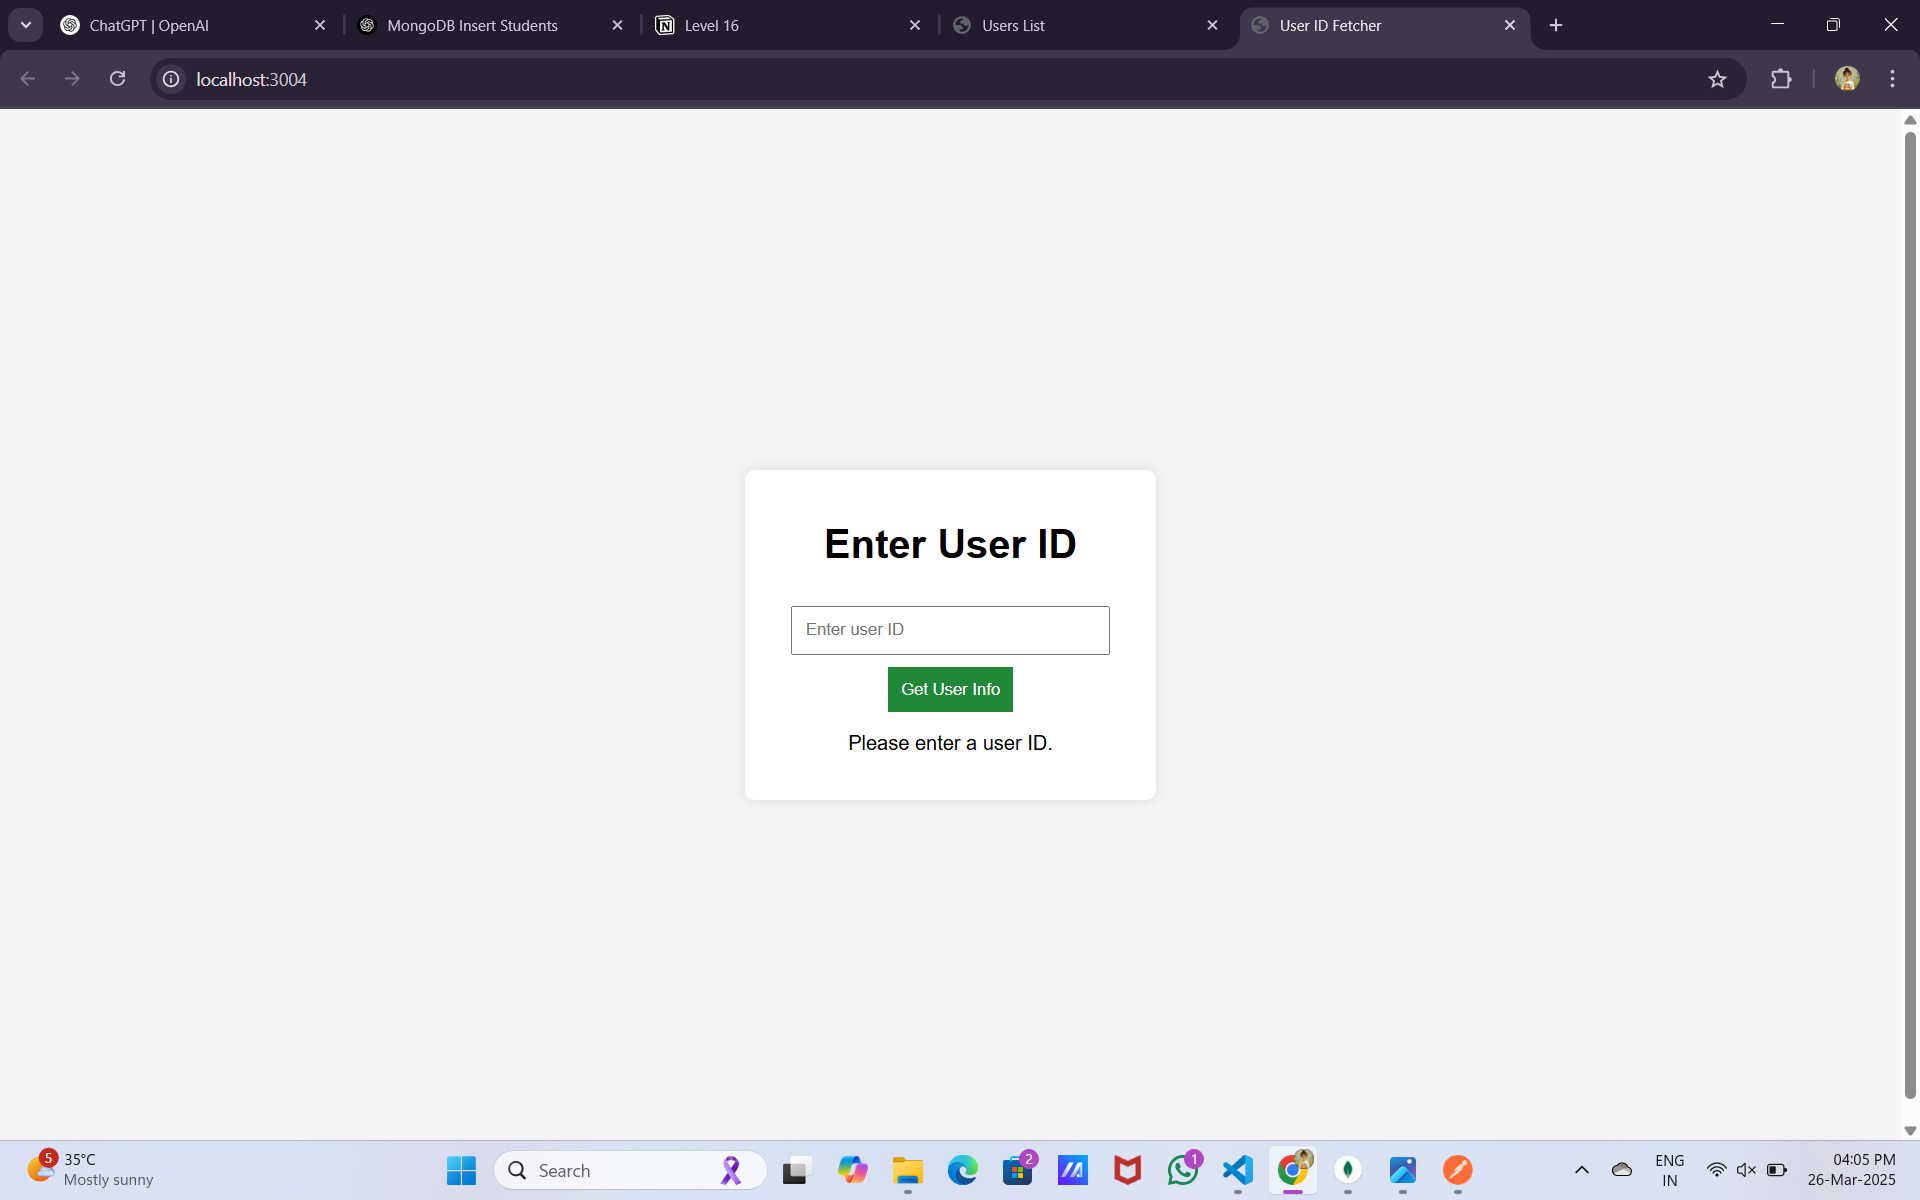 ChatGPT | OpenAI
MongoDB Insert Students
Level 16
Users List
User ID Fetcher
localhost:3004
Enter User ID
Enter user ID
Get User Info
Please enter a user ID.
5
35°C
Mostly sunny
Search
2
1
ENG
IN
04:05 PM
26-Mar-2025